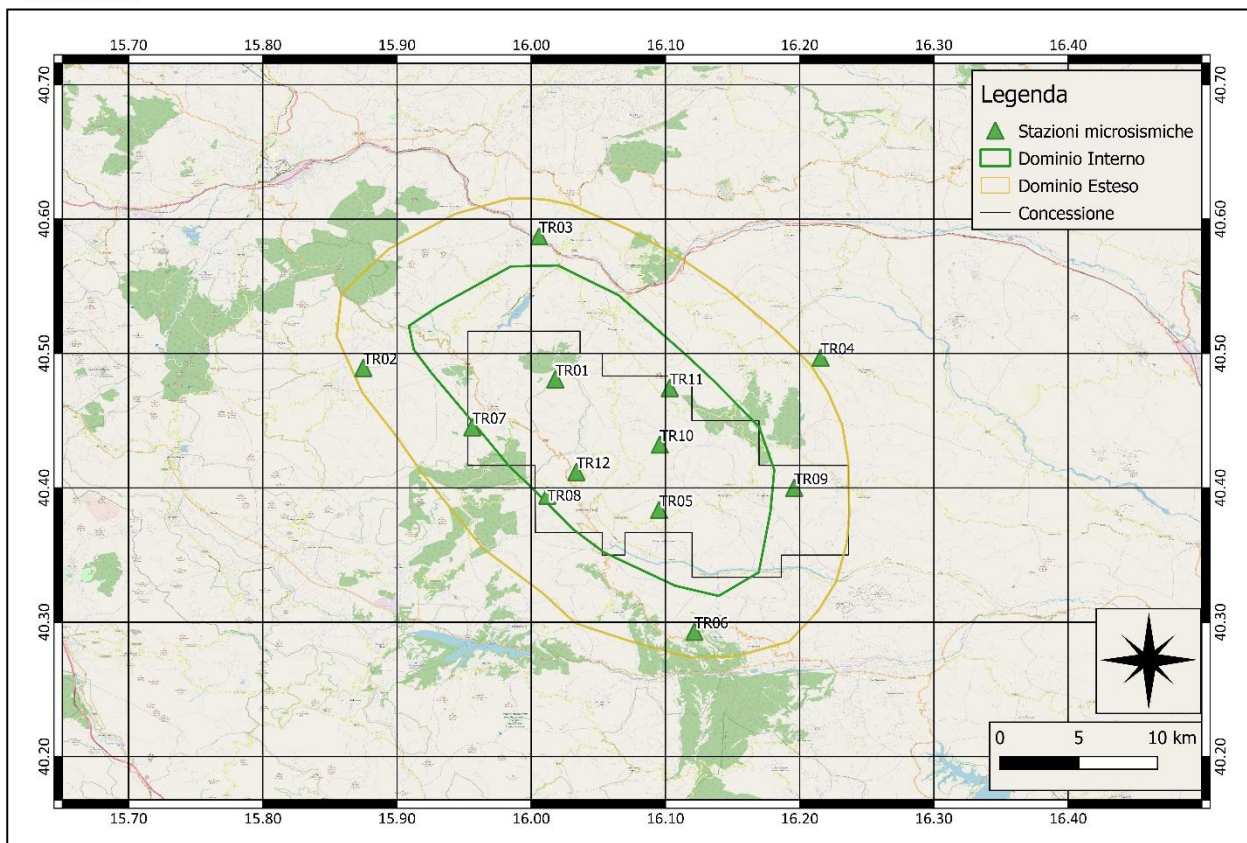 15.70 15.80 15.90 16.00 16.10 16.20 16.30 16.40
40.70 40.70
Legenda
Stazioni microsismiche
Dominio Interno
Dominio Esteso
Concessione
40.60 40.60
TR03
40.50 40.50
TR04
TR02
TR01
TR11
TR07
TR10
TR12
40.40 40.40
TR09
TR08
TR05
40.30 40.30
TR06
0 5 10 km
40.20 40.20
15.70 15.80 15.90 16.00 16.10 16.20 16.30 16.40